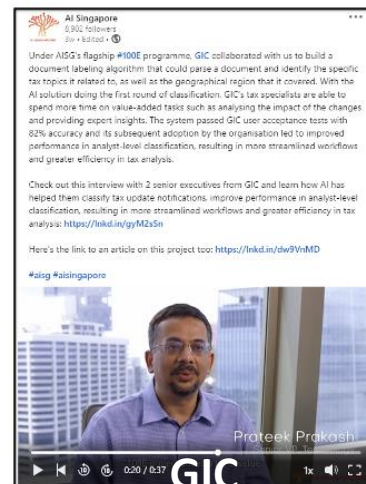 AI Singapore
8,902 followers
8w • Edited •
Under AISG's flagship #100E programme, GIC collaborated with us to build a
document labeling algorithm that could parse a document and identify the specific
tax topics it related to, as well as the geographical region that it covered. With the
AI solution doing the first round of classification, GIC's tax specialists are able to
spend more time on value-added tasks such as analysing the impact of the changes
and providing expert insights. The system passed GIC user acceptance tests with
82% accuracy and its subsequent adoption by the organisation led to improved
performance in analyst-level classification, resulting in more streamlined workflows
and greater efficiency in tax analysis.
Check out this interview with 2 senior executives from GIC and learn how AI has
helped them classify tax update notifications, improve performance in analyst-level
classification, resulting in more streamlined workflows and greater efficiency in tax
analysis: https://lnkd.in/gyM2sSn
Here's the link to an article on this project too: https://lnkd.in/dw9VnMD
#aisg #aisingapore
Prateek Prakash
0:20 / 0:37
GIC
1x